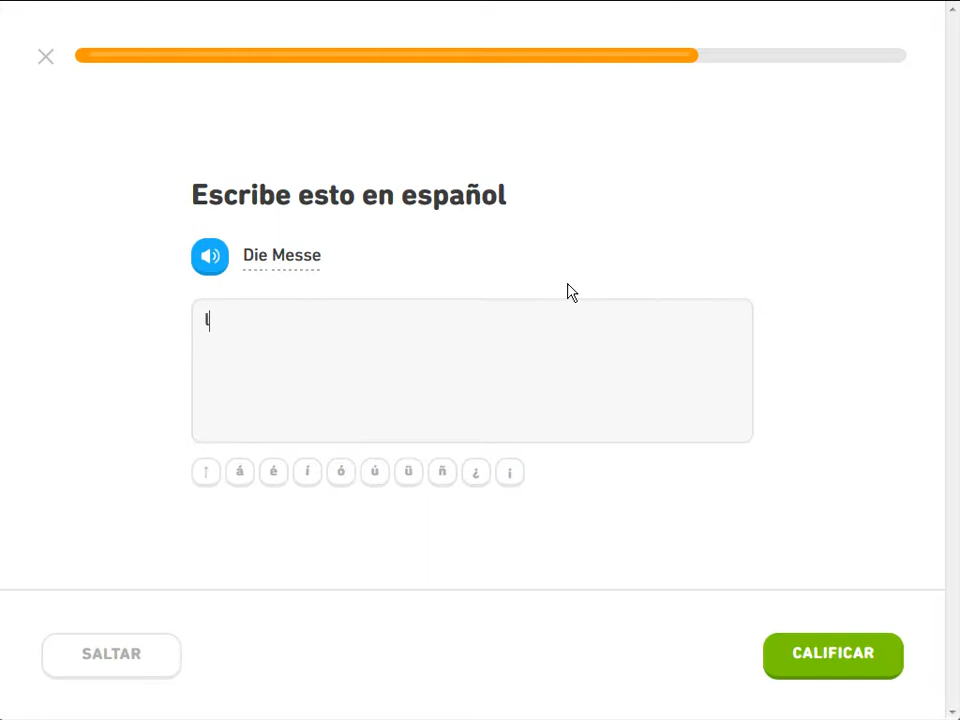 Escribe esto en español
Die Messe
l
↑ á é í ó ú ü ñ ¿ ¡
SALTAR
CALIFICAR